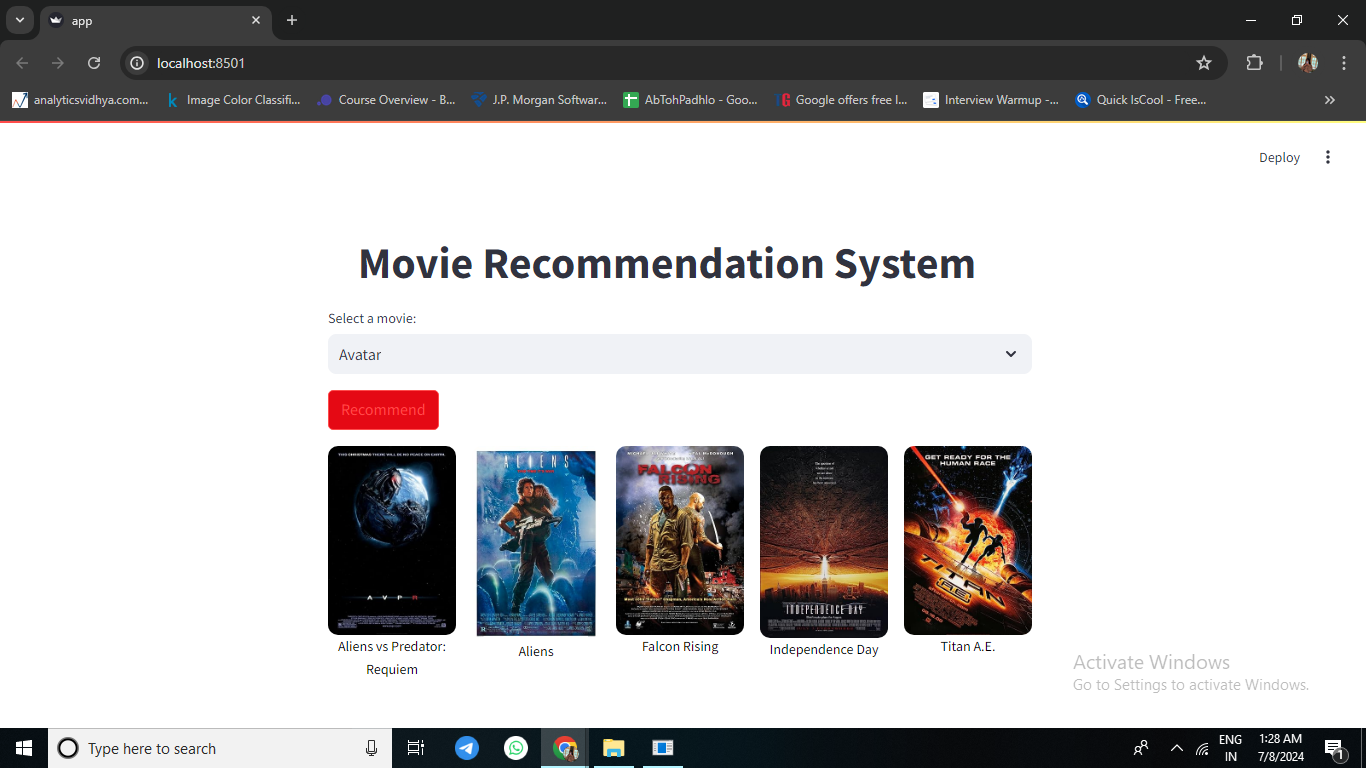 app
localhost:8501
analyticsvidhya.com...
Image Color Classifi...
Course Overview - B...
J.P. Morgan Softwar...
AbTohPadhlo - Goo...
Google offers free I...
Interview Warmup -...
Quick IsCool - Free...
Deploy
Movie Recommendation System
Select a movie:
Avatar
Recommend
THIS CHRISTMAS THERE WILL BE NO PEACE ON EARTH
AVPR
ALIENS
FALCON
RISING
INDEPENDENCE DAY
GET READY FOR THE
HUMAN RACE
TITAN
A.E.
Aliens vs Predator:
Requiem
Aliens
Falcon Rising
Independence Day
Titan A.E.
Activate Windows
Go to Settings to activate Windows.
Type here to search
ENG
IN
1:28 AM
7/8/2024
1